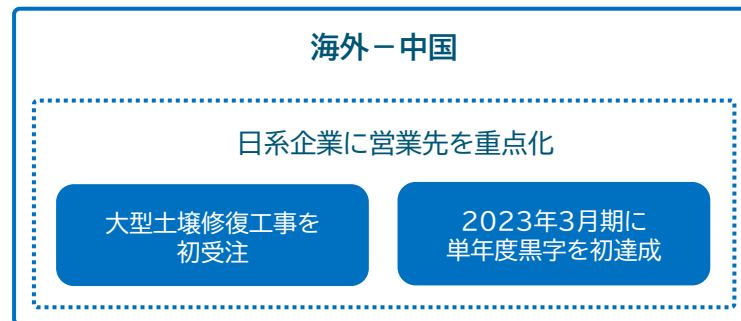 海外－中国
日系企業に営業先を重点化
大型土壌修復工事を
初受注
2023年3月期に
単年度黒字を初達成